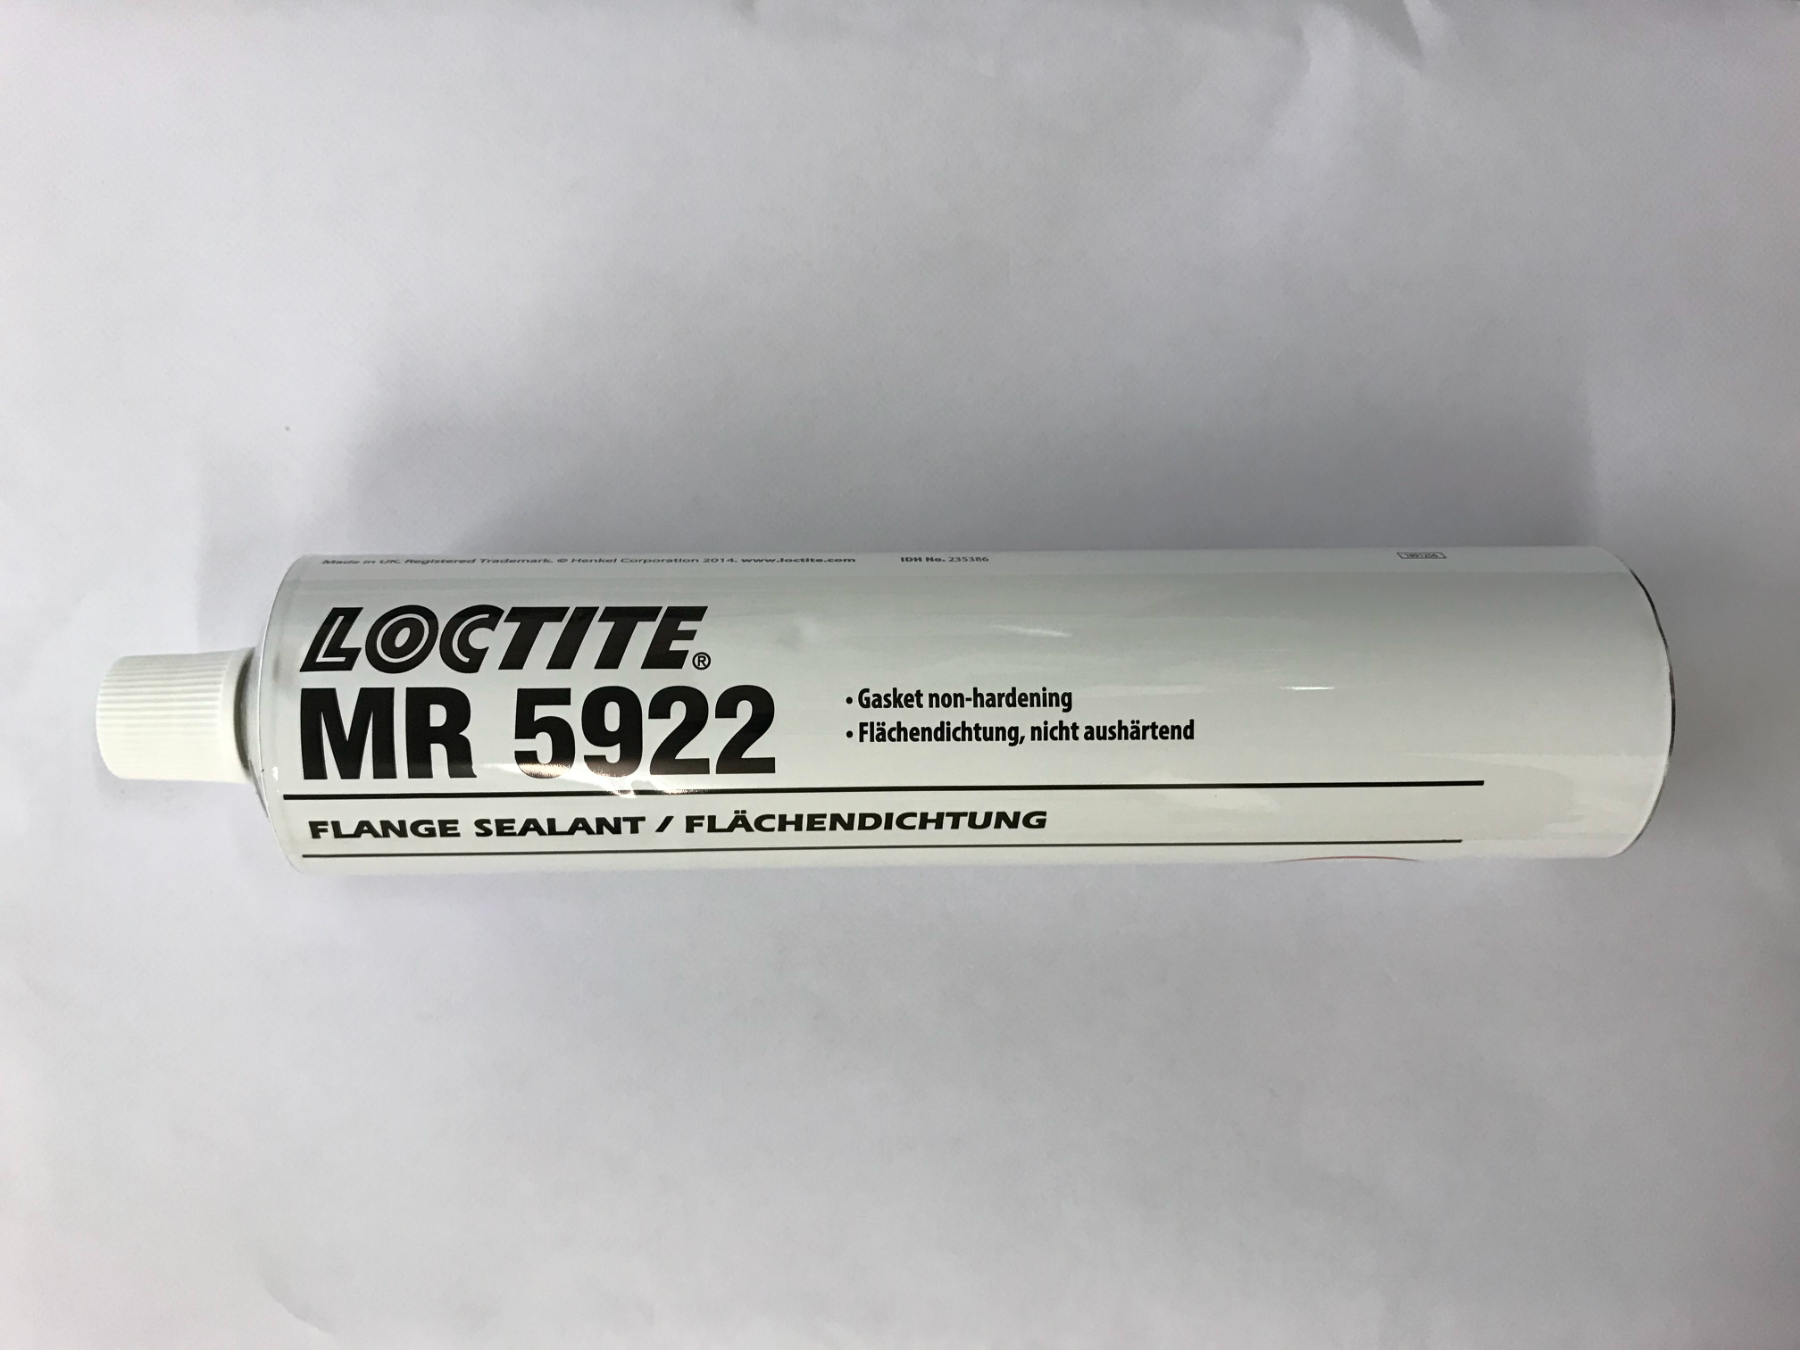 Made in UK. Registered Trademark. © Henkel Corporation 2014. www.loctite.com IDH No. 235386
LOCTITE®
MR 5922
• Gasket non-hardening
• Flächendichtung, nicht aushärtend
FLANGE SEALANT / FLÄCHENDICHTUNG